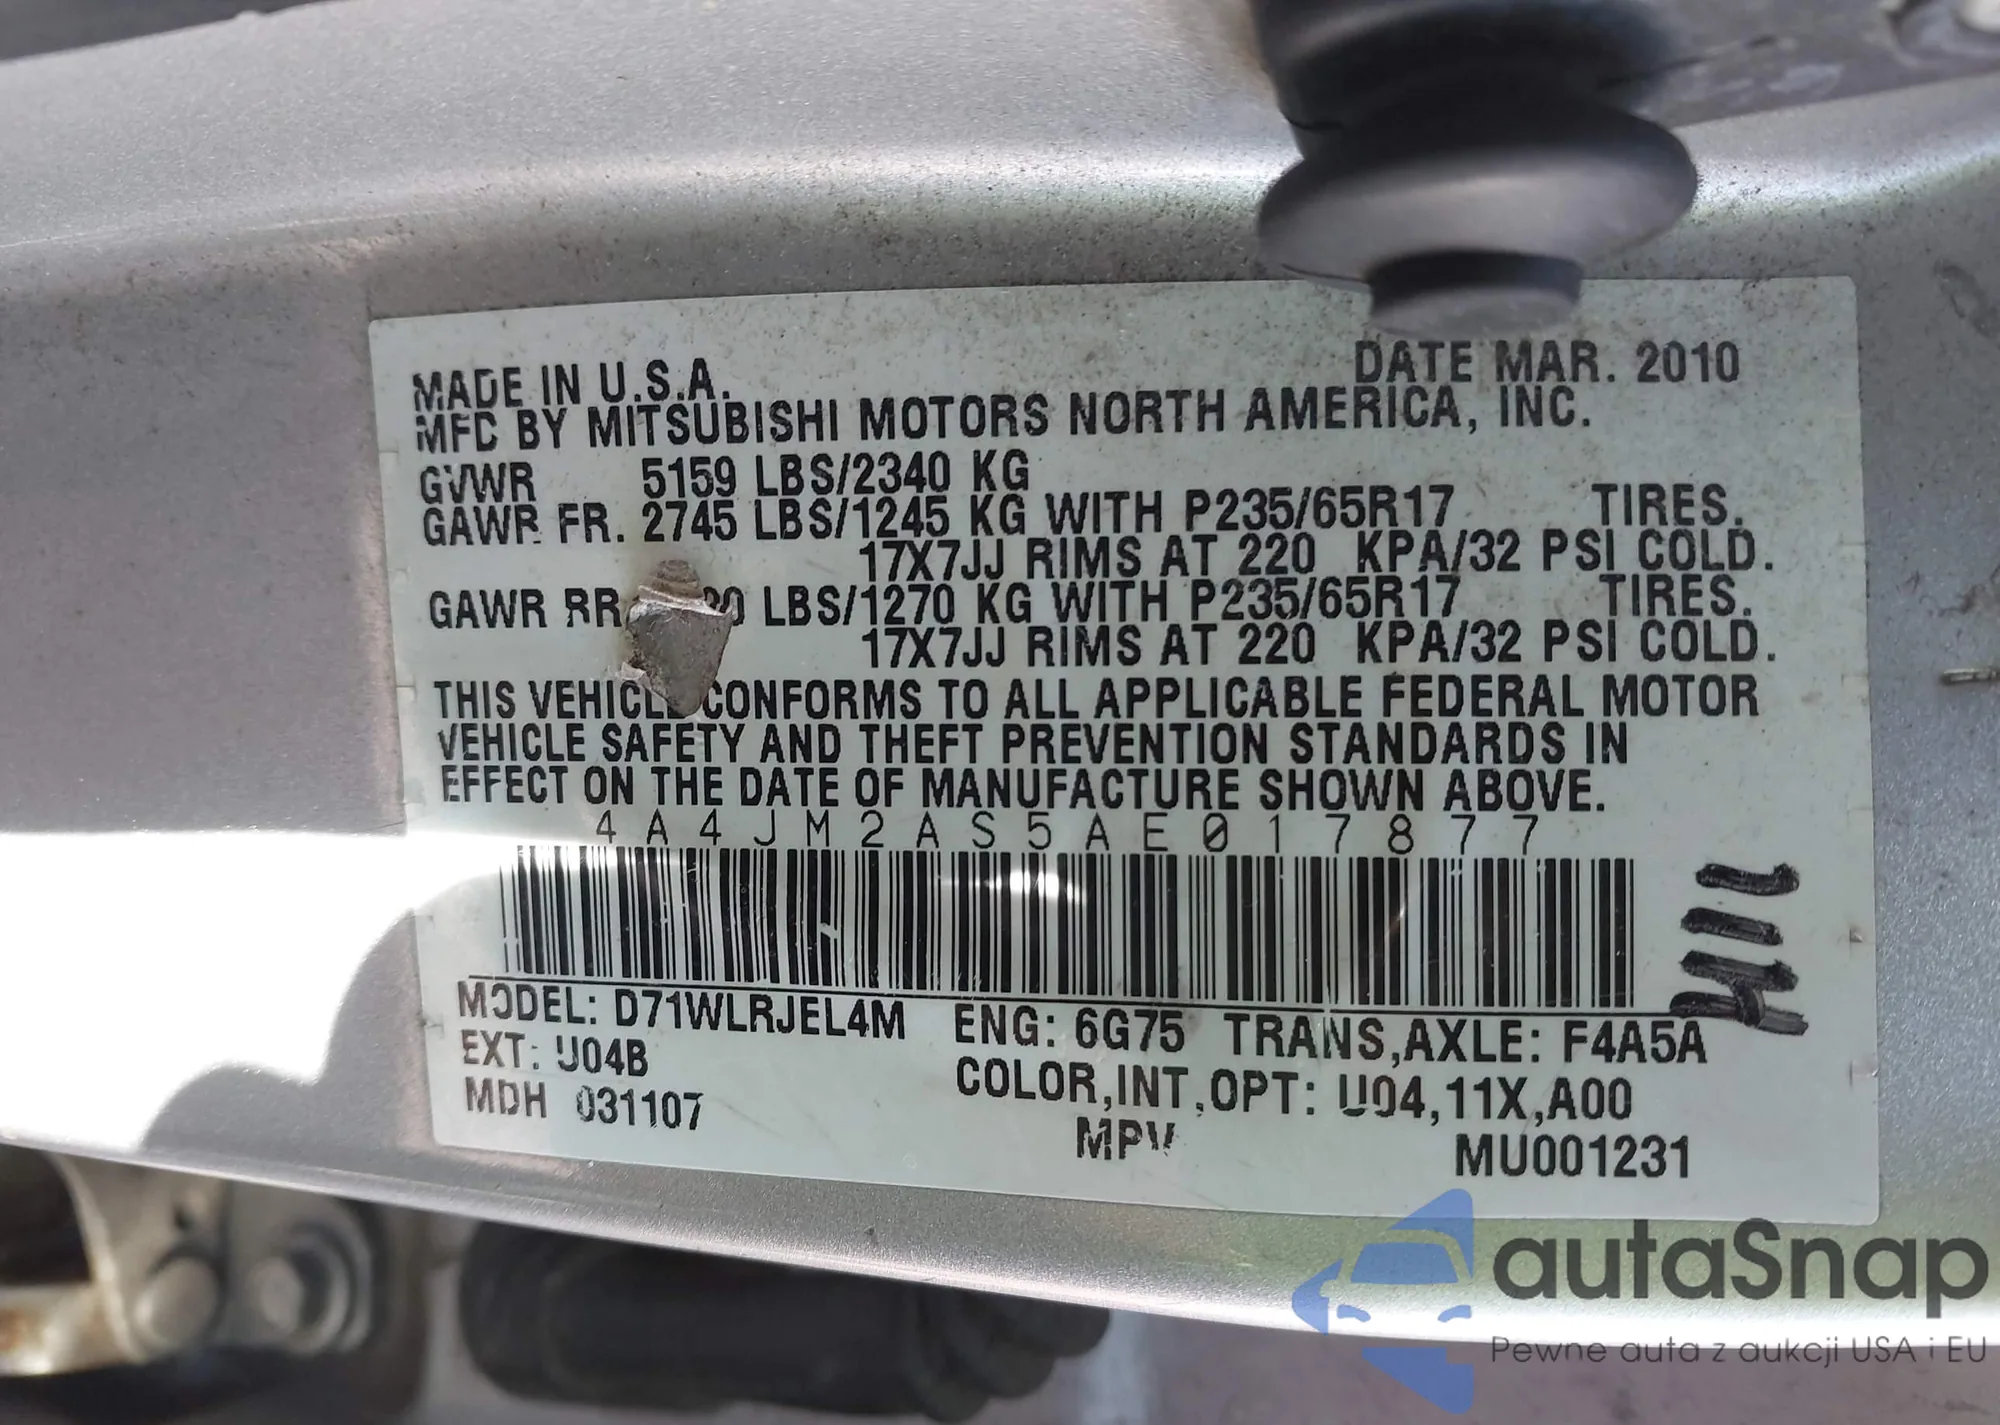 DATE MAR. 2010
MADE IN U.S.A.
MFD BY MITSUBISHI MOTORS NORTH AMERICA, INC.
GVWR 5159 LBS/2340 KG
GAWR FR. 2745 LBS/1245 KG WITH P235/65R17 TIRES.
17X7JJ RIMS AT 220 KPA/32 PSI COLD.
GAWR RR LBS/1270 KG WITH P235/65R17 TIRES.
17X7JJ RIMS AT 220 KPA/32 PSI COLD.
THIS VEHICLE CONFORMS TO ALL APPLICABLE FEDERAL MOTOR
VEHICLE SAFETY AND THEFT PREVENTION STANDARDS IN
EFFECT ON THE DATE OF MANUFACTURE SHOWN ABOVE.
4A4JM2AS5AE017877
MODEL: D71WLRJEL4M ENG: 6G75 TRANS,AXLE: F4A5A
EXT: U04B COLOR,INT,OPT: U04,11X,A00
MDH 031107 MPV MU001231
autaSnap
Pewne auta z aukcji USA i EU